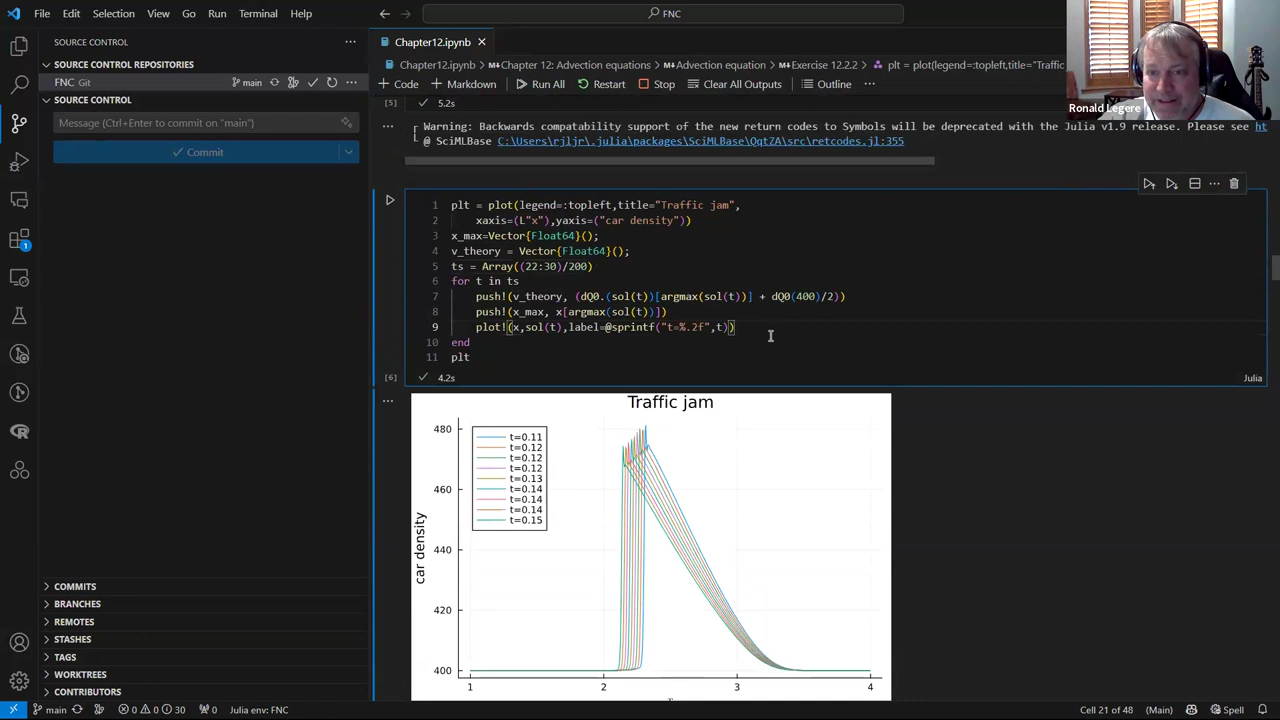 File Edit Selection View Go Run Terminal Help
FNC
SOURCE CONTROL
SOURCE CONTROL REPOSITORIES
FNC Git main
SOURCE CONTROL
Message (Ctrl+Enter to commit on "main")
Commit
COMMITS
BRANCHES
REMOTES
STASHES
TAGS
WORKTREES
CONTRIBUTORS
1
.ipynb
12.ipynb > Chapter 12: Advection equations > Advection equation > Exercise 12.2.2 > plt = plot(legend=:topleft,title="Traffic
+ Code + Markdown Run All Restart Stop Clear All Outputs Outline ...
[5] 5.2s
[ Warning: Backwards compatability support of the new return codes to Symbols will be deprecated with the Julia v1.9 release. Please see ht
@ SciMLBase C:\Users\rjljr\.julia\packages\SciMLBase\QqtZA\src\retcodes.jl:355
1 plt = plot(legend=:topleft,title="Traffic jam",
2 xaxis=(L"x"),yaxis=("car density"))
3 x_max=Vector{Float64}();
4 v_theory = Vector{Float64}();
5 ts = Array((22:30)/200)
6 for t in ts
7 push!(v_theory, (dQ0.(sol(t))[argmax(sol(t))] + dQ0(400)/2))
8 push!(x_max, x[argmax(sol(t))])
9 plot!(x,sol(t),label=@sprintf("t=%.2f",t))
10 end
11 plt
[6] 4.2s
Julia
Traffic jam
car density
480
460
440
420
400
1 2 3 4
t=0.11
t=0.12
t=0.12
t=0.12
t=0.13
t=0.14
t=0.14
t=0.14
t=0.15
Ronald Legere
main 0 0 30 0 Julia env: FNC
Cell 21 of 48 (Main) Spell